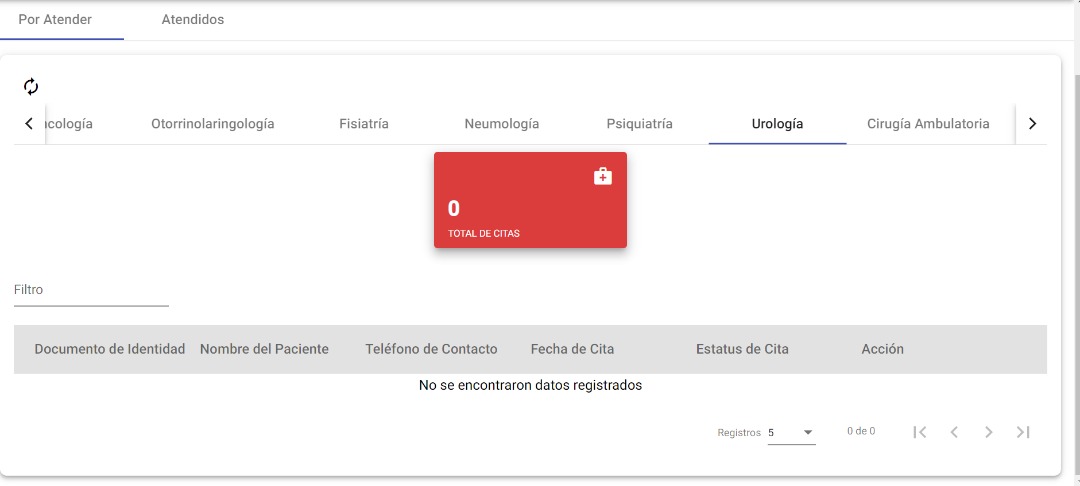 Por Atender Atendidos
Otorrinolaringología Fisiatría Neumología Psiquiatría Urología Cirugía Ambulatoria
0
TOTAL DE CITAS
Filtro
Documento de Identidad Nombre del Paciente Teléfono de Contacto Fecha de Cita Estatus de Cita Acción
No se encontraron datos registrados
Registros 5 0 de 0